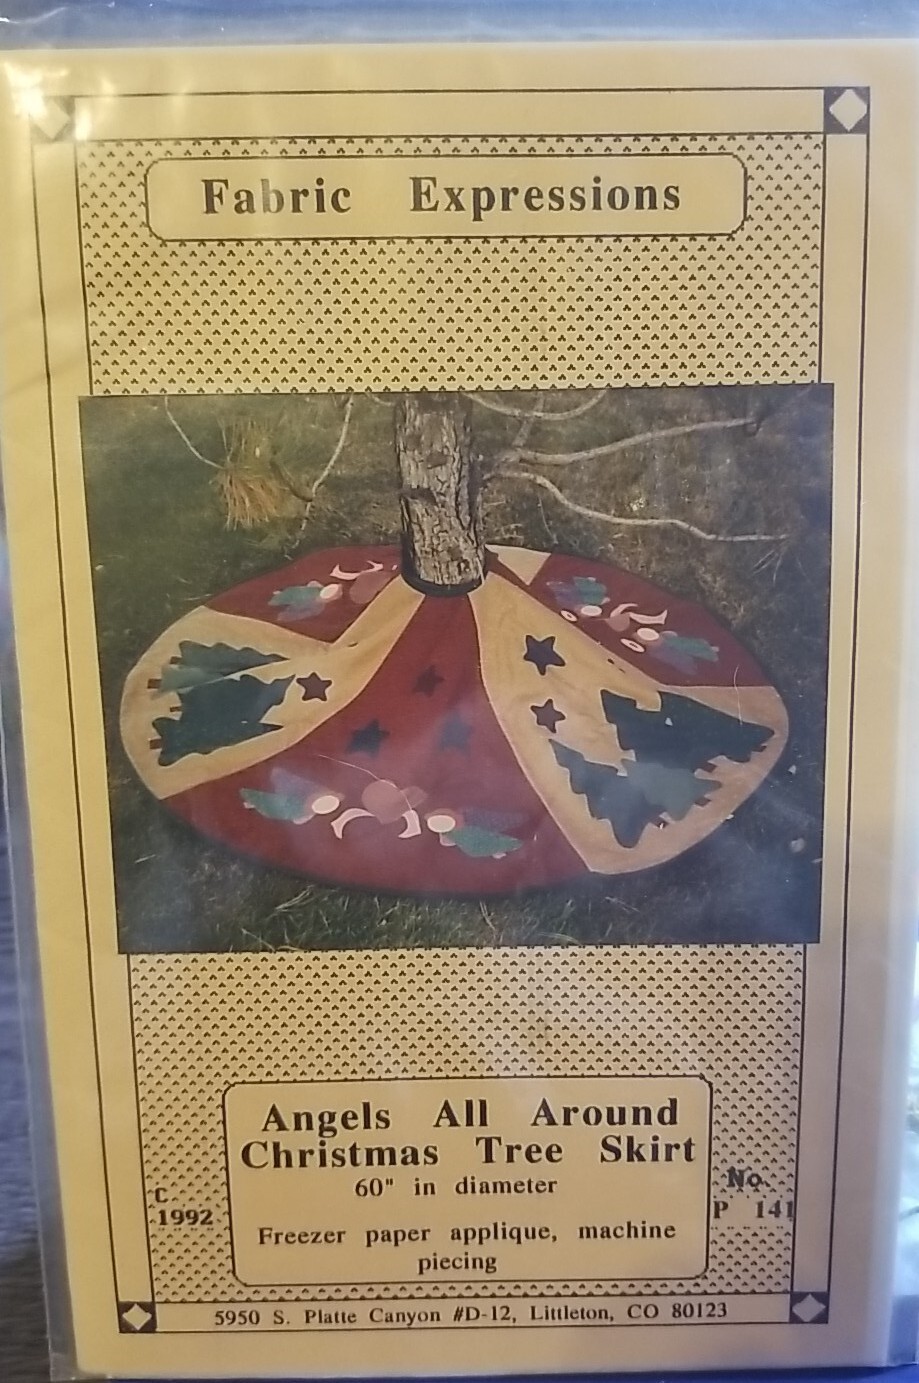 Fabric Expressions
Angels All Around
Christmas Tree Skirt
60" in diameter
Freezer paper applique, machine
piecing
C
1992
No.
P 141
5950 S. Platte Canyon #D-12, Littleton, CO 80123